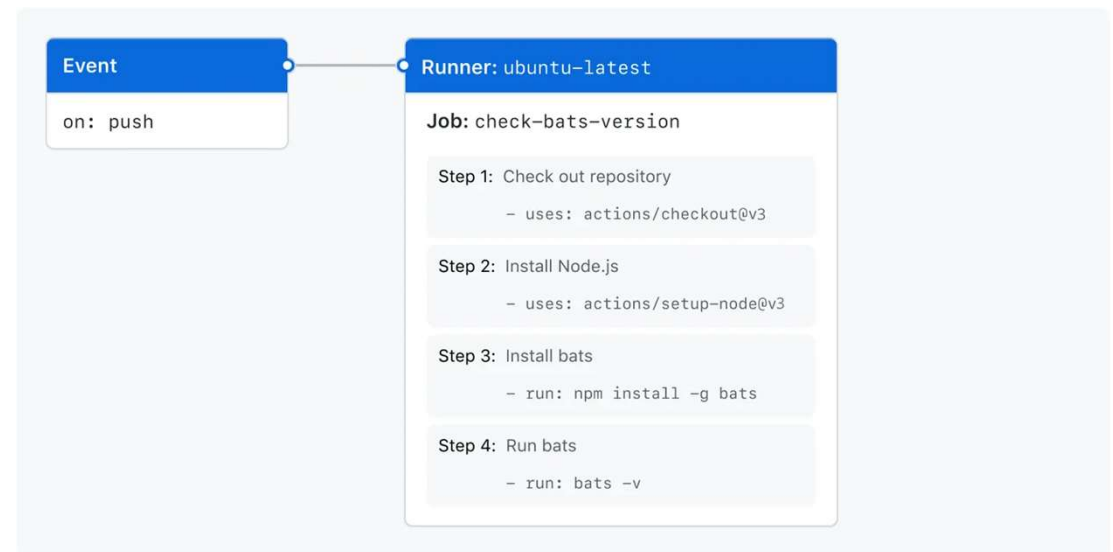 Event
on: push
Runner: ubuntu-latest
Job: check-bats-version
Step 1: Check out repository
- uses: actions/checkout@v3
Step 2: Install Node.js
- uses: actions/setup-node@v3
Step 3: Install bats
- run: npm install -g bats
Step 4: Run bats
- run: bats -v